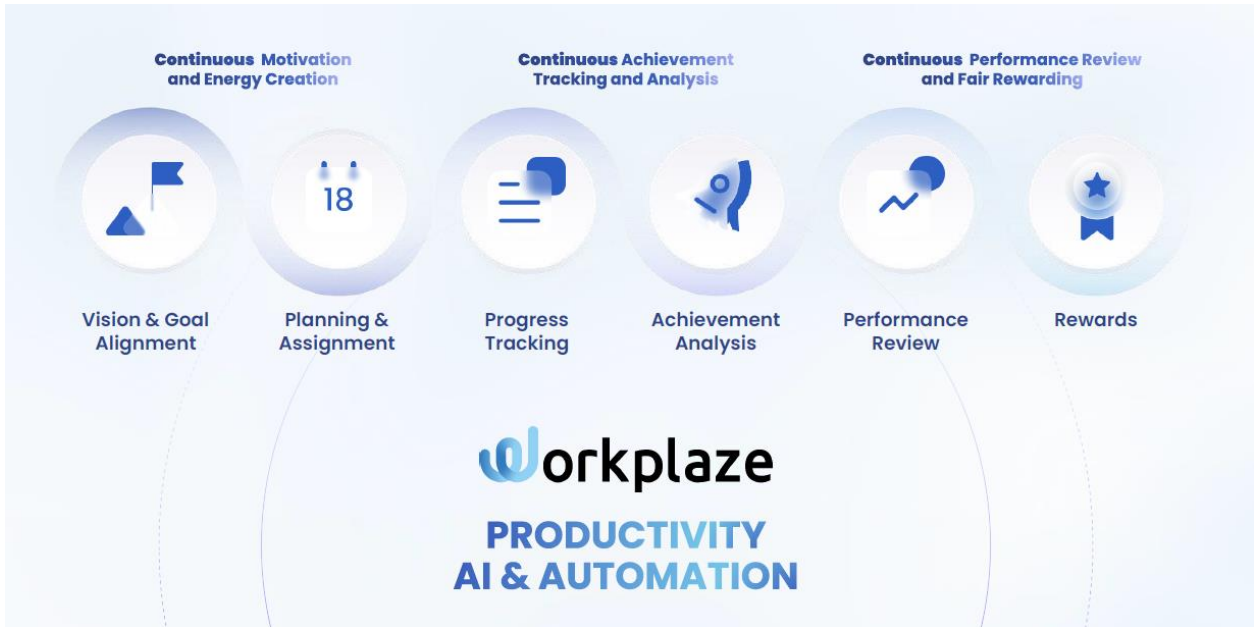 Continuous Motivation
and Energy Creation
Continuous Achievement
Tracking and Analysis
Continuous Performance Review
and Fair Rewarding
18
Vision & Goal
Alignment
Planning &
Assignment
Progress
Tracking
Achievement
Analysis
Performance
Review
Rewards
Workplaze
PRODUCTIVITY
AI & AUTOMATION